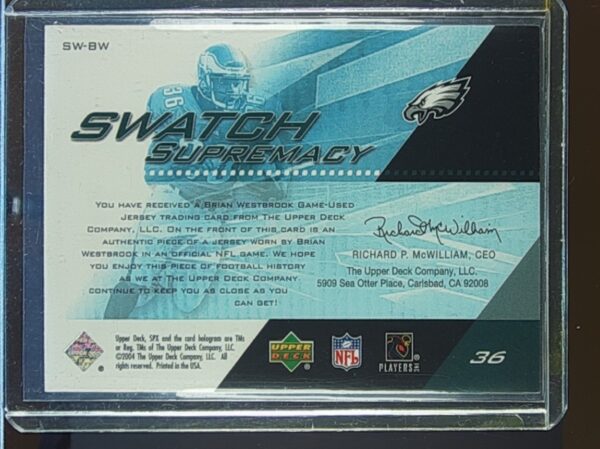 SW-BW
36
SWATCH
SUPREMACY
YOU HAVE RECEIVED A BRIAN WESTBROOK GAME-USED
JERSEY TRADING CARD FROM THE UPPER DECK
COMPANY, LLC. ON THE FRONT OF THIS CARD IS AN
AUTHENTIC PIECE OF A JERSEY WORN BY BRIAN
WESTBROOK IN AN OFFICIAL NFL GAME. WE HOPE
YOU ENJOY THIS PIECE OF FOOTBALL HISTORY
AS WE AT THE UPPER DECK COMPANY
CONTINUE TO KEEP YOU AS CLOSE AS YOU
CAN GET!
Richard McWilliam
RICHARD P. McWILLIAM, CEO
The Upper Deck Company, LLC.
5909 Sea Otter Place, Carlsbad, CA 92008
Upper Deck, SPX and the card hologram are TMs
or Reg. TMs of The Upper Deck Company, LLC.
©2004 The Upper Deck Company, LLC. All
rights reserved. Printed in the USA.
UPPER
DECK
NFL
PLAYERS INC
36